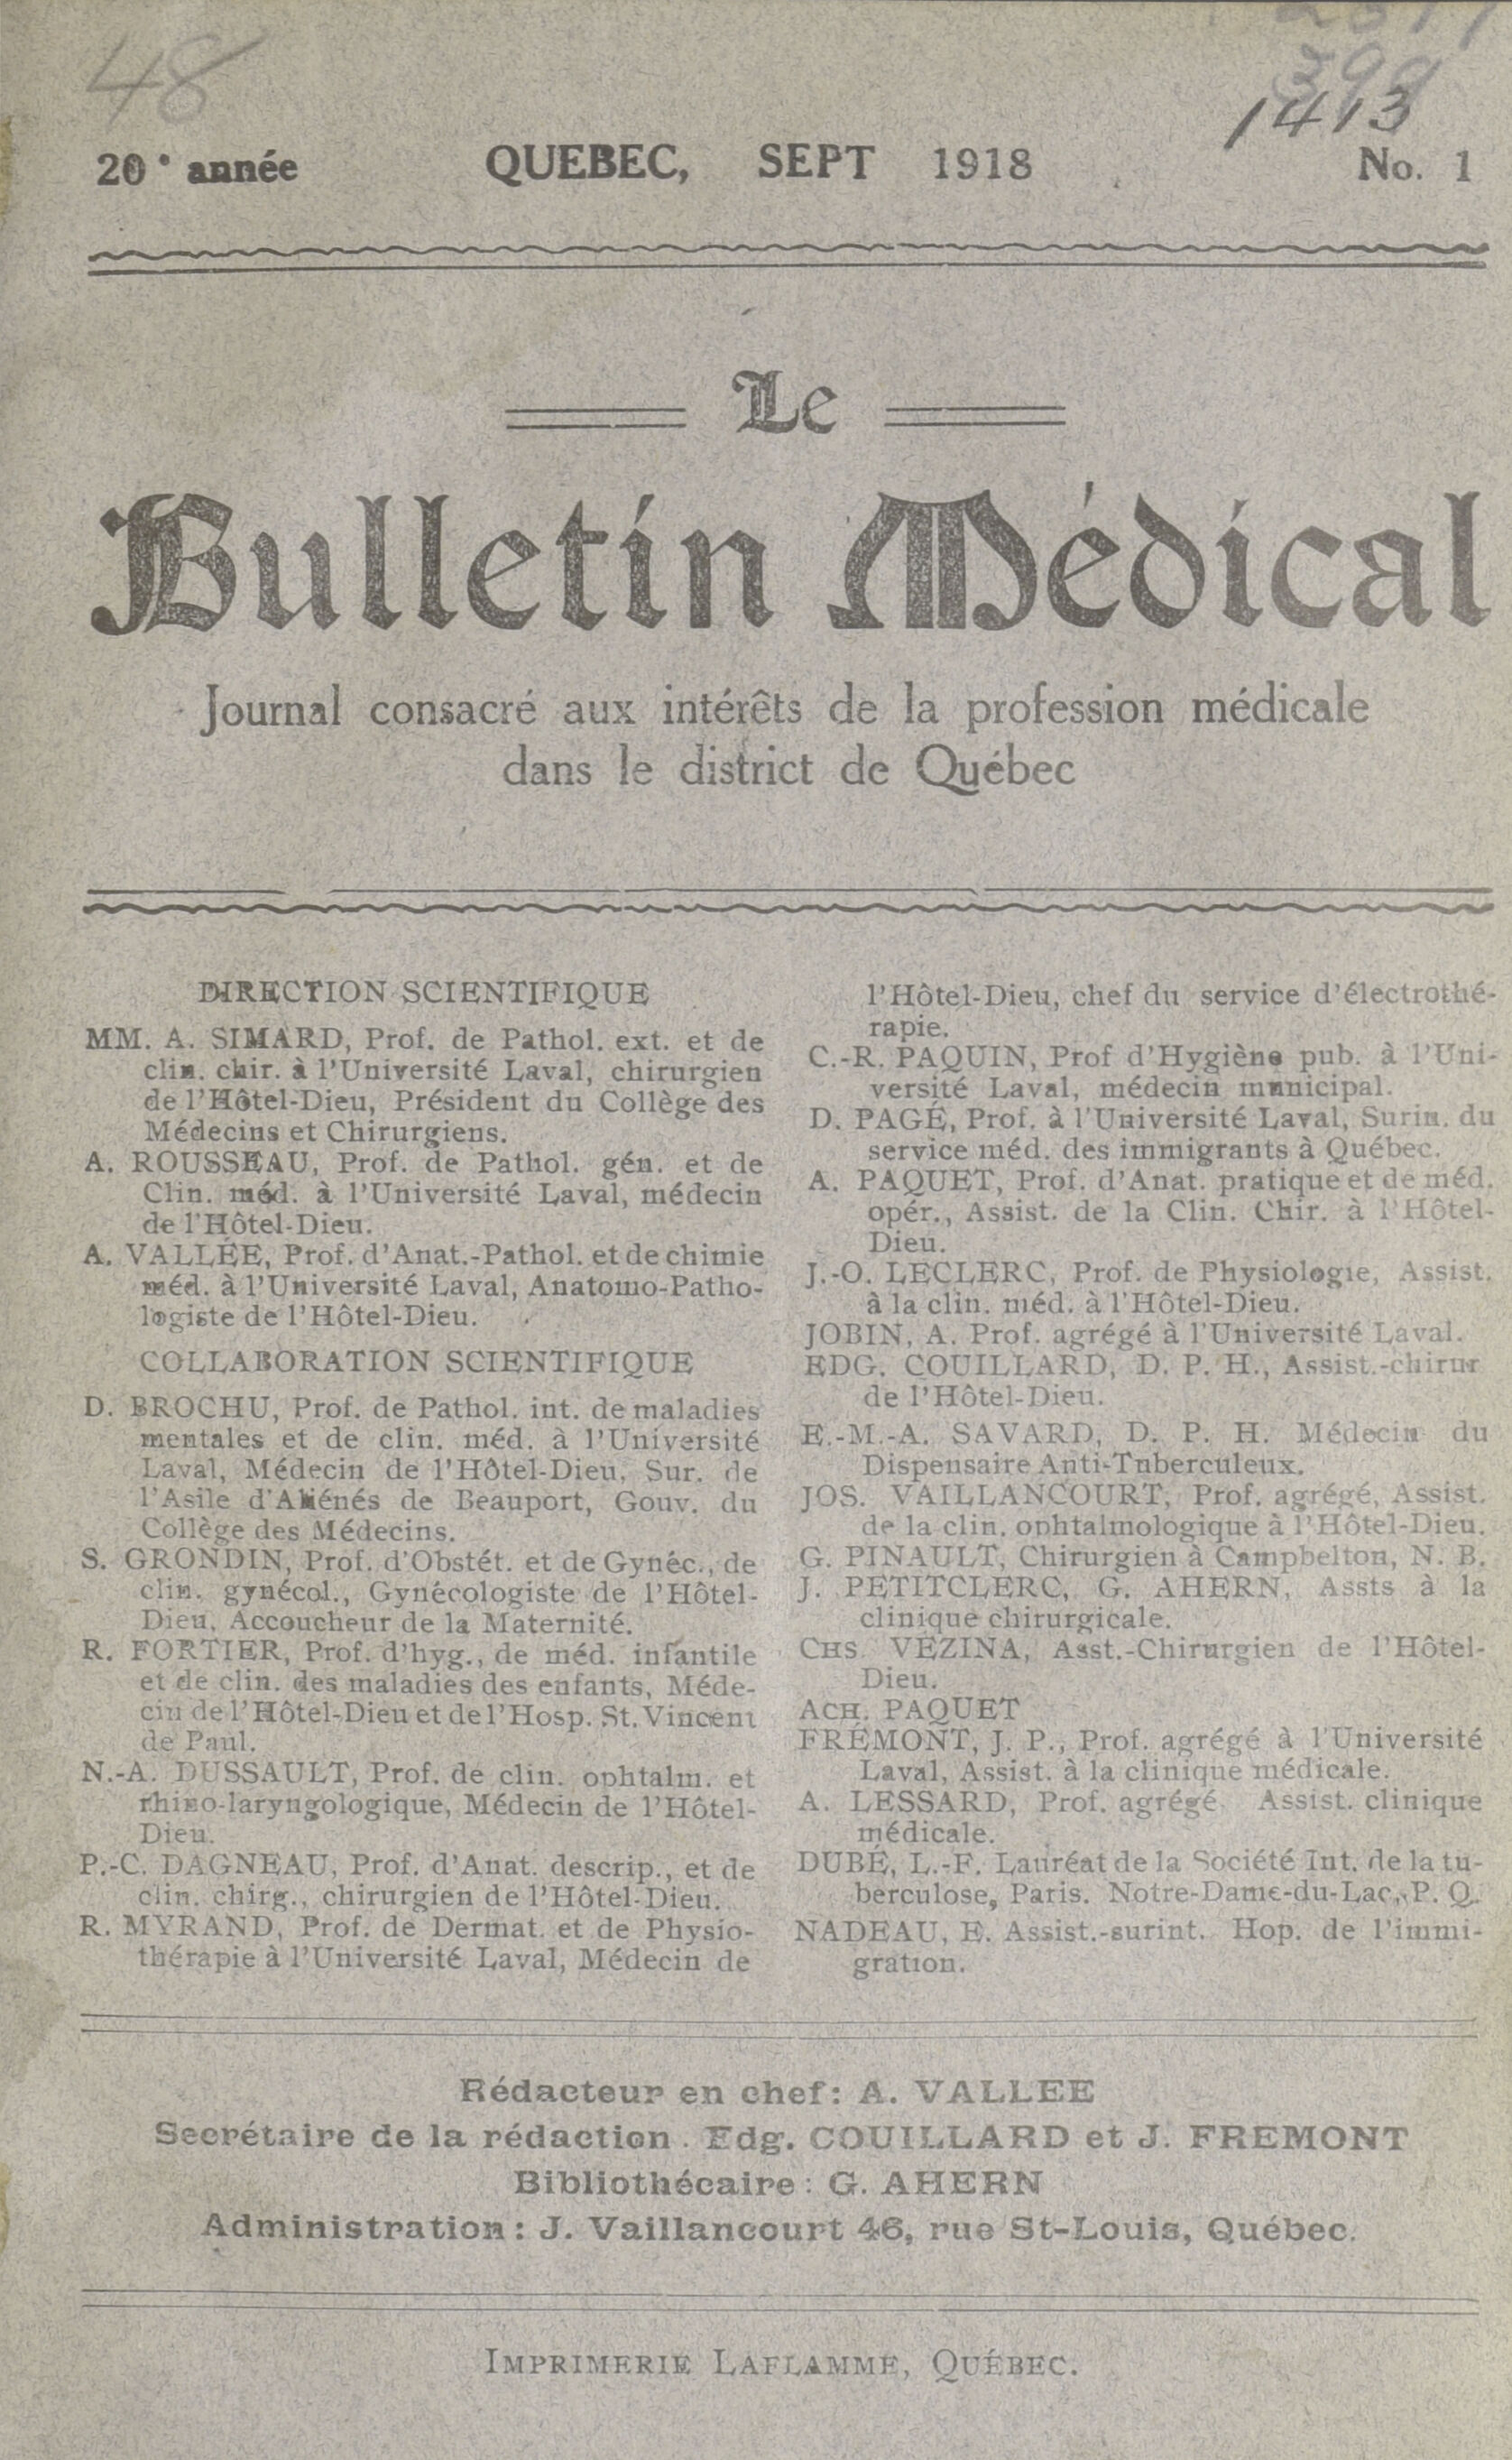 48
399
1413
20e année QUEBEC, SEPT 1918 No. 1
Le
Bulletin Médical
Journal consacré aux intérêts de la profession médicale
dans le district de Québec
DIRECTION SCIENTIFIQUE
MM. A. SIMARD, Prof. de Pathol. ext. et de
clin. chir. à l'Université Laval, chirurgien
de l'Hôtel-Dieu, Président du Collège des
Médecins et Chirurgiens.
A. ROUSSEAU, Prof. de Pathol. gén. et de
Clin. méd. à l'Université Laval, médecin
de l'Hôtel-Dieu.
A. VALLÉE, Prof. d'Anat.-Pathol. et de chimie
méd. à l'Université Laval, Anatomo-Patho-
logiste de l'Hôtel-Dieu.
COLLABORATION SCIENTIFIQUE
D. BROCHU, Prof. de Pathol. int. de maladies
mentales et de clin. méd. à l'Université
Laval, Médecin de l'Hôtel-Dieu, Sur. de
l'Asile d'Aliénés de Beauport, Gouv. du
Collège des Médecins.
S. GRONDIN, Prof. d'Obstét. et de Gynéc., de
clin. gynécol., Gynécologiste de l'Hôtel-
Dieu, Accoucheur de la Maternité.
R. FORTIER, Prof. d'hyg., de méd. infantile
et de clin. des maladies des enfants, Méde-
cin de l'Hôtel-Dieu et de l'Hosp. St. Vincent
de Paul.
N.-A. DUSSAULT, Prof. de clin. ophtalm. et
rhino-laryngologique, Médecin de l'Hôtel-
Dieu.
P.-C. DAGNEAU, Prof. d'Anat. descrip., et de
clin. chirg., chirurgien de l'Hôtel-Dieu.
R. MYRAND, Prof. de Dermat. et de Physio-
thérapie à l'Université Laval, Médecin de
l'Hôtel-Dieu, chef du service d'électrothé-
rapie.
C.-R. PAQUIN, Prof d'Hygiène pub. à l'Uni-
versité Laval, médecin municipal.
D. PAGÉ, Prof. à l'Université Laval, Surin. du
service méd. des immigrants à Québec.
A. PAQUET, Prof. d'Anat. pratique et de méd.
opér., Assist. de la Clin. Chir. à l'Hôtel-
Dieu.
J.-O. LECLERC, Prof. de Physiologie, Assist.
à la clin. méd. à l'Hôtel-Dieu.
JOBIN, A. Prof. agrégé à l'Université Laval.
EDG. COUILLARD, D. P. H., Assist.-chirur
de l'Hôtel-Dieu.
E.-M.-A. SAVARD, D. P. H. Médecin du
Dispensaire Anti-Tuberculeux.
JOS. VAILLANCOURT, Prof. agrégé, Assist.
de la clin. ophtalmologique à l'Hôtel-Dieu.
G. PINAULT, Chirurgien à Campbelton, N. B.
J. PETITCLERC, G. AHERN, Assts à la
clinique chirurgicale.
CHS. VÉZINA, Asst.-Chirurgien de l'Hôtel-
Dieu.
ACH. PAQUET
FRÉMONT, J. P., Prof. agrégé à l'Université
Laval, Assist. à la clinique médicale.
A. LESSARD, Prof. agrégé. Assist. clinique
médicale.
DUBÉ, L.-F. Lauréat de la Société Int. de la tu-
berculose, Paris. Notre-Dame-du-Lac, P. Q.
NADEAU, E. Assist.-surint. Hop. de l'immi-
gration.
Rédacteur en chef: A. VALLEE
Secrétaire de la rédaction. Edg. COUILLARD et J. FREMONT
Bibliothécaire: G. AHERN
Administration: J. Vaillancourt 46, rue St-Louis, Québec.
IMPRIMERIE LAFLAMME, QUÉBEC.